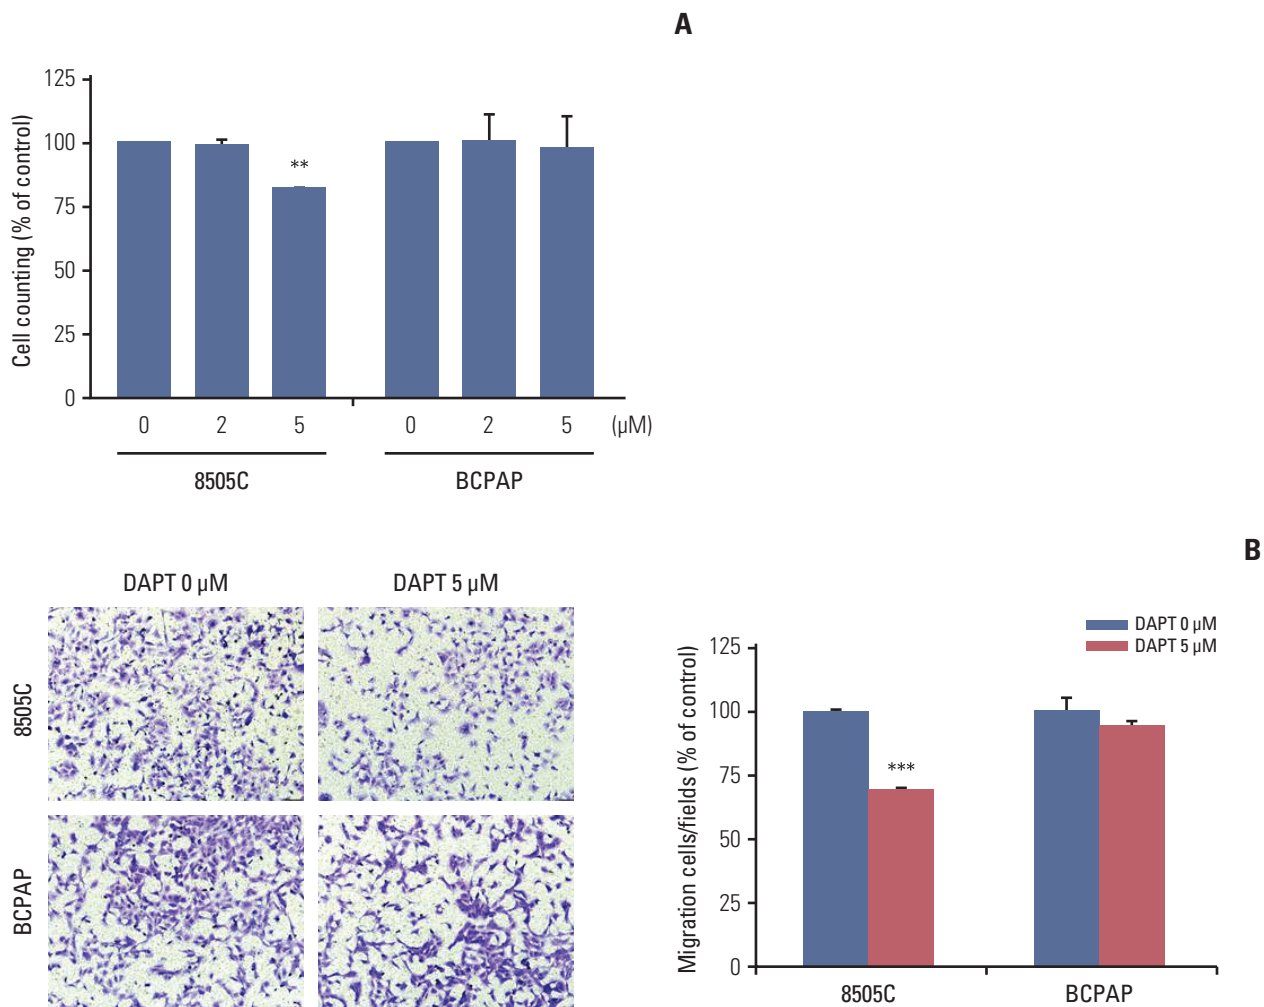 A
Cell counting (% of control)
125
100
75
50
25
0
**
0 2 5 0 2 5 (µM)
8505C BCPAP
B
DAPT 0 µM DAPT 5 µM
8505C
BCPAP
DAPT 0 µM
DAPT 5 µM
Migration cells/fields (% of control)
125
100
75
50
25
0
***
8505C BCPAP